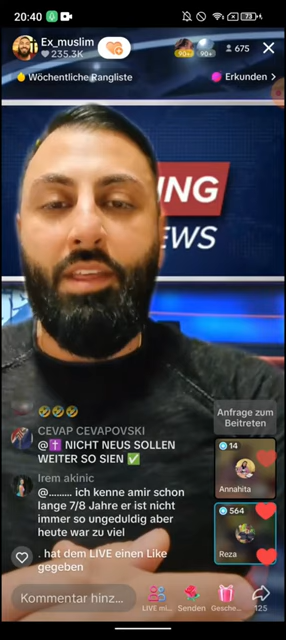 20:40
73
Ex_muslim
235.3K
90+
90+
675
Wöchentliche Rangliste
Erkunden >
ING
EWS
🤣🤣🤣
CEVAP CEVAPOVSKI
@✝️ NICHT NEUS SOLLEN
WEITER SO SIEN ✅
Irem akinic
@......... ich kenne amir schon
lange 7/8 Jahre er ist nicht
immer so ungeduldig aber
heute war zu viel
. hat dem LIVE einen Like
gegeben
Anfrage zum
Beitreten
14
Annahita
564
Reza
Kommentar hinz...
LIVE mi...
Senden
Gesche...
125